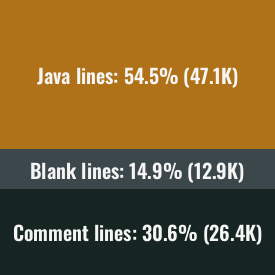 Java lines: 54.5% (47.1K)
Blank lines: 14.9% (12.9K)
Comment lines: 30.6% (26.4K)